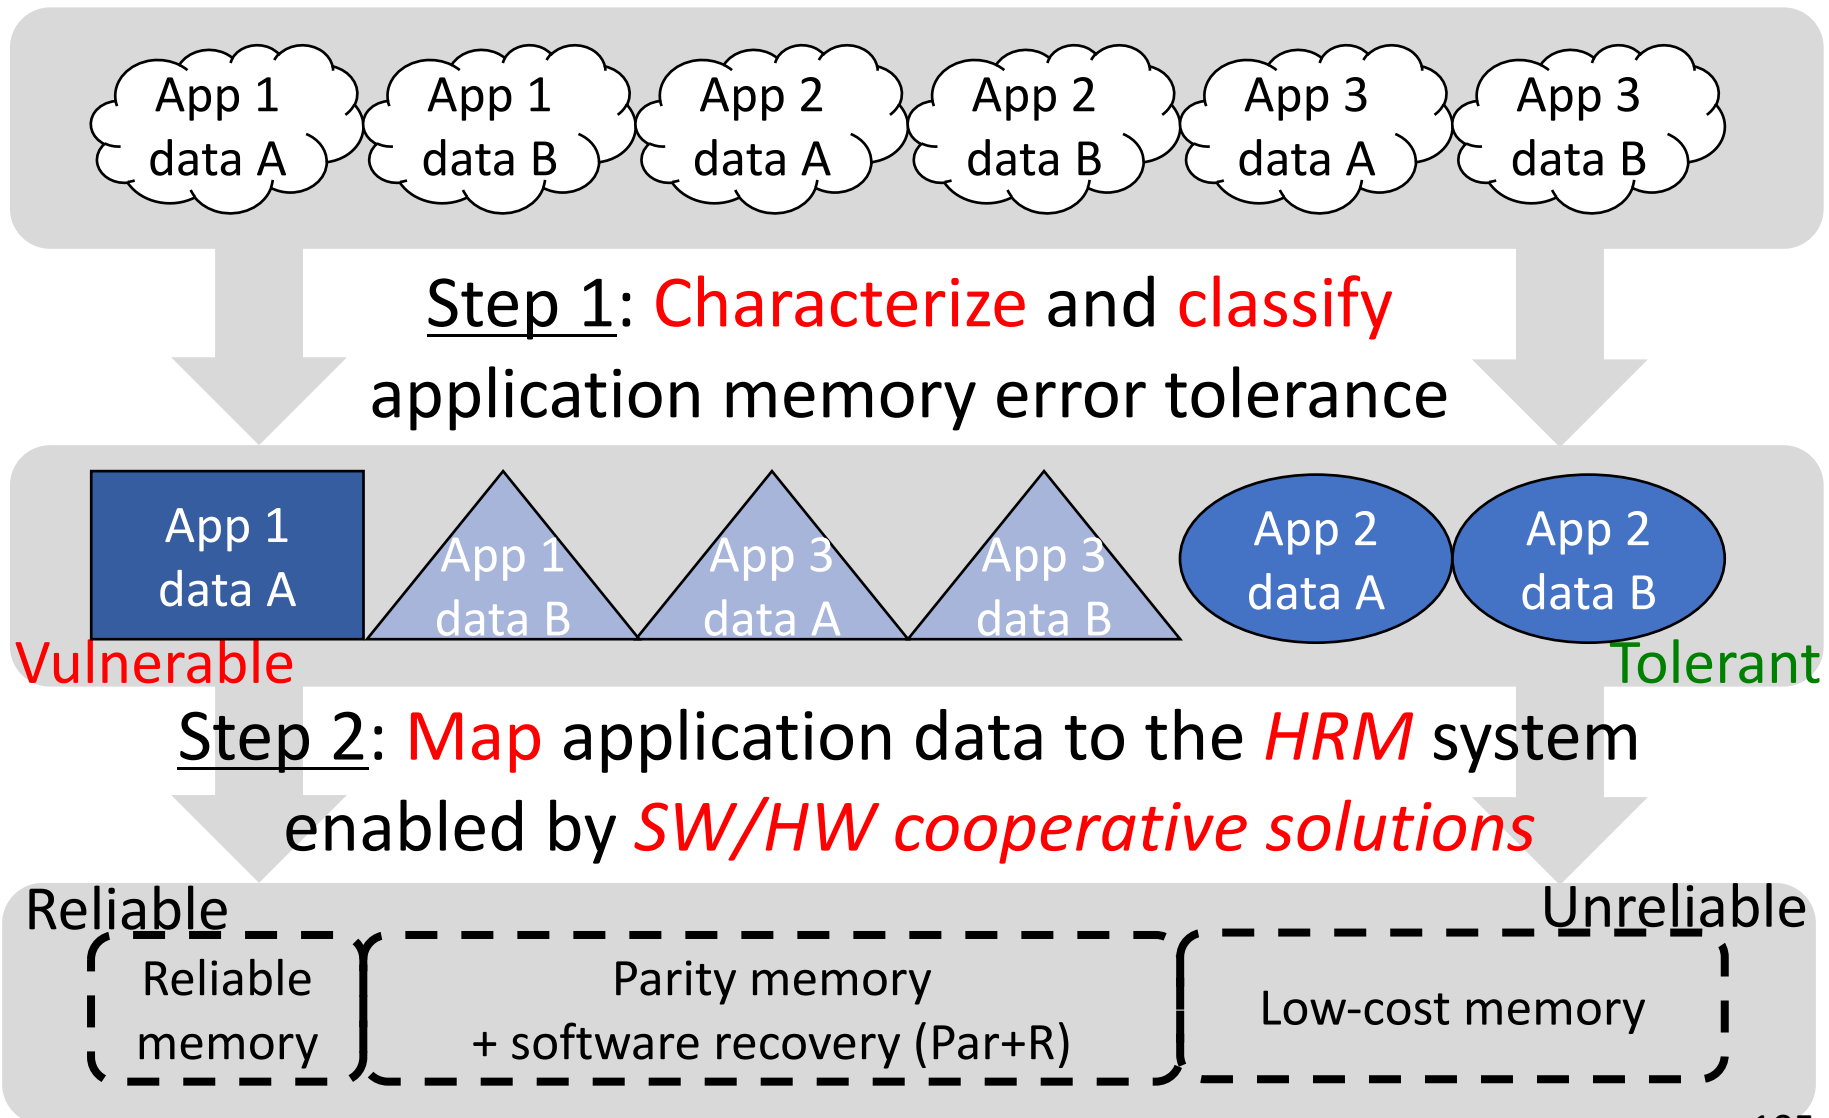 App 1
data A
App 1
data B
App 2
data A
App 2
data B
App 3
data A
App 3
data B
Step 1: Characterize and classify
application memory error tolerance
App 1
data A
App 1
data B
App 3
data A
App 3
data B
App 2
data A
App 2
data B
Vulnerable
Tolerant
Step 2: Map application data to the HRM system
enabled by SW/HW cooperative solutions
Reliable
Unreliable
Reliable
memory
Parity memory
+ software recovery (Par+R)
Low-cost memory